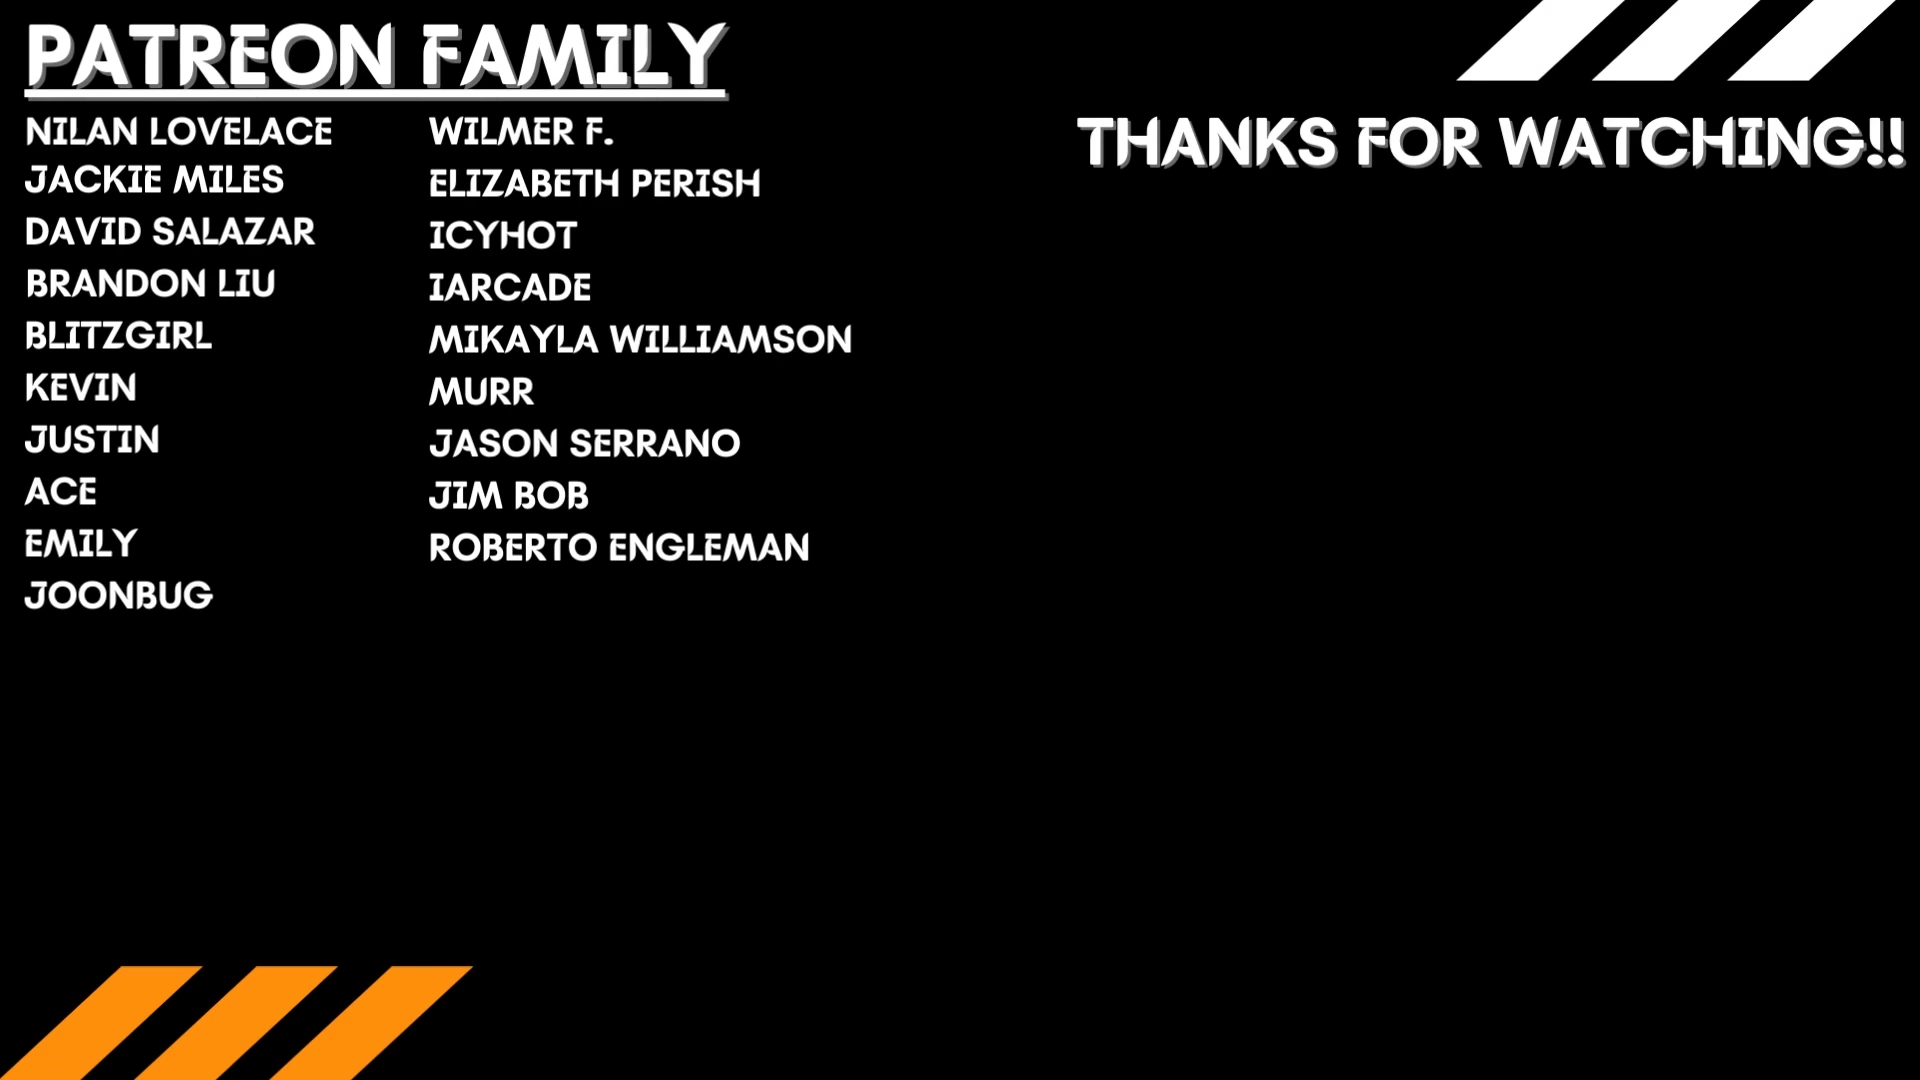 PATREON FAMILY
NILAN LOVELACE
JACKIE MILES
DAVID SALAZAR
BRANDON LIU
BLITZGIRL
KEVIN
JUSTIN
ACE
EMILY
JOONBUG
WILMER F.
ELIZABETH PERISH
ICYHOT
IARCADE
MIKAYLA WILLIAMSON
MURR
JASON SERRANO
JIM BOB
ROBERTO ENGLEMAN
THANKS FOR WATCHING!!